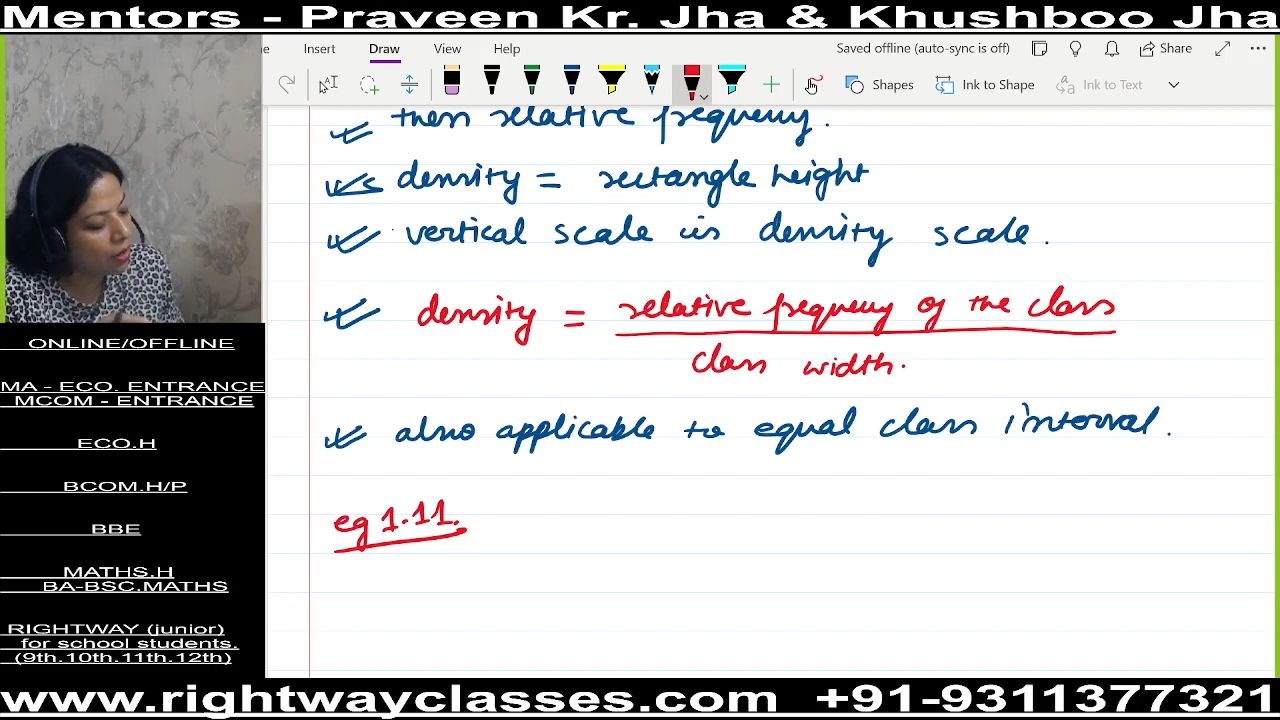 Mentors - Praveen Kr. Jha & Khushboo Jha
Insert Draw View Help Saved offline (auto-sync is off) Share
Shapes Ink to Shape Ink to Text
then relative frequency.
density = rectangle height
vertical scale is density scale.
density = relative frequency of the class
class width.
also applicable to equal class interval.
eg 1.11.
ONLINE/OFFLINE
MA - ECO. ENTRANCE
MCOM - ENTRANCE
ECO.H
BCOM.H/P
BBE
MATHS.H
BA-BSC.MATHS
RIGHTWAY (junior)
for school students.
(9th.10th.11th.12th)
www.rightwayclasses.com +91-9311377321